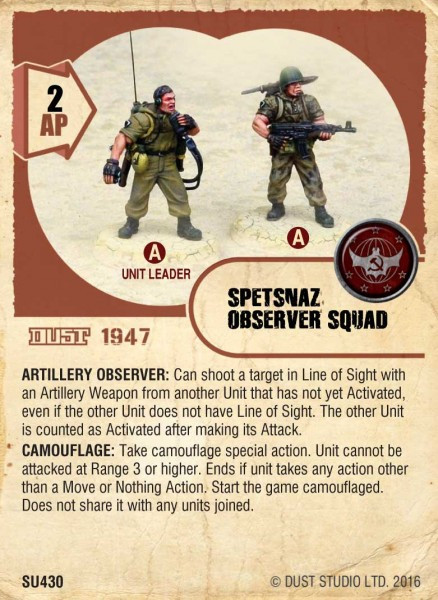 2
AP
A
UNIT LEADER
A
SPETSNAZ
OBSERVER SQUAD
DUST 1947
ARTILLERY OBSERVER: Can shoot a target in Line of Sight with
an Artillery Weapon from another Unit that has not yet Activated,
even if the other Unit does not have Line of Sight. The other Unit
is counted as Activated after making its Attack.
CAMOUFLAGE: Take camouflage special action. Unit cannot be
attacked at Range 3 or higher. Ends if unit takes any action other
than a Move or Nothing Action. Start the game camouflaged.
Does not share it with any units joined.
SU430
© DUST STUDIO LTD. 2016